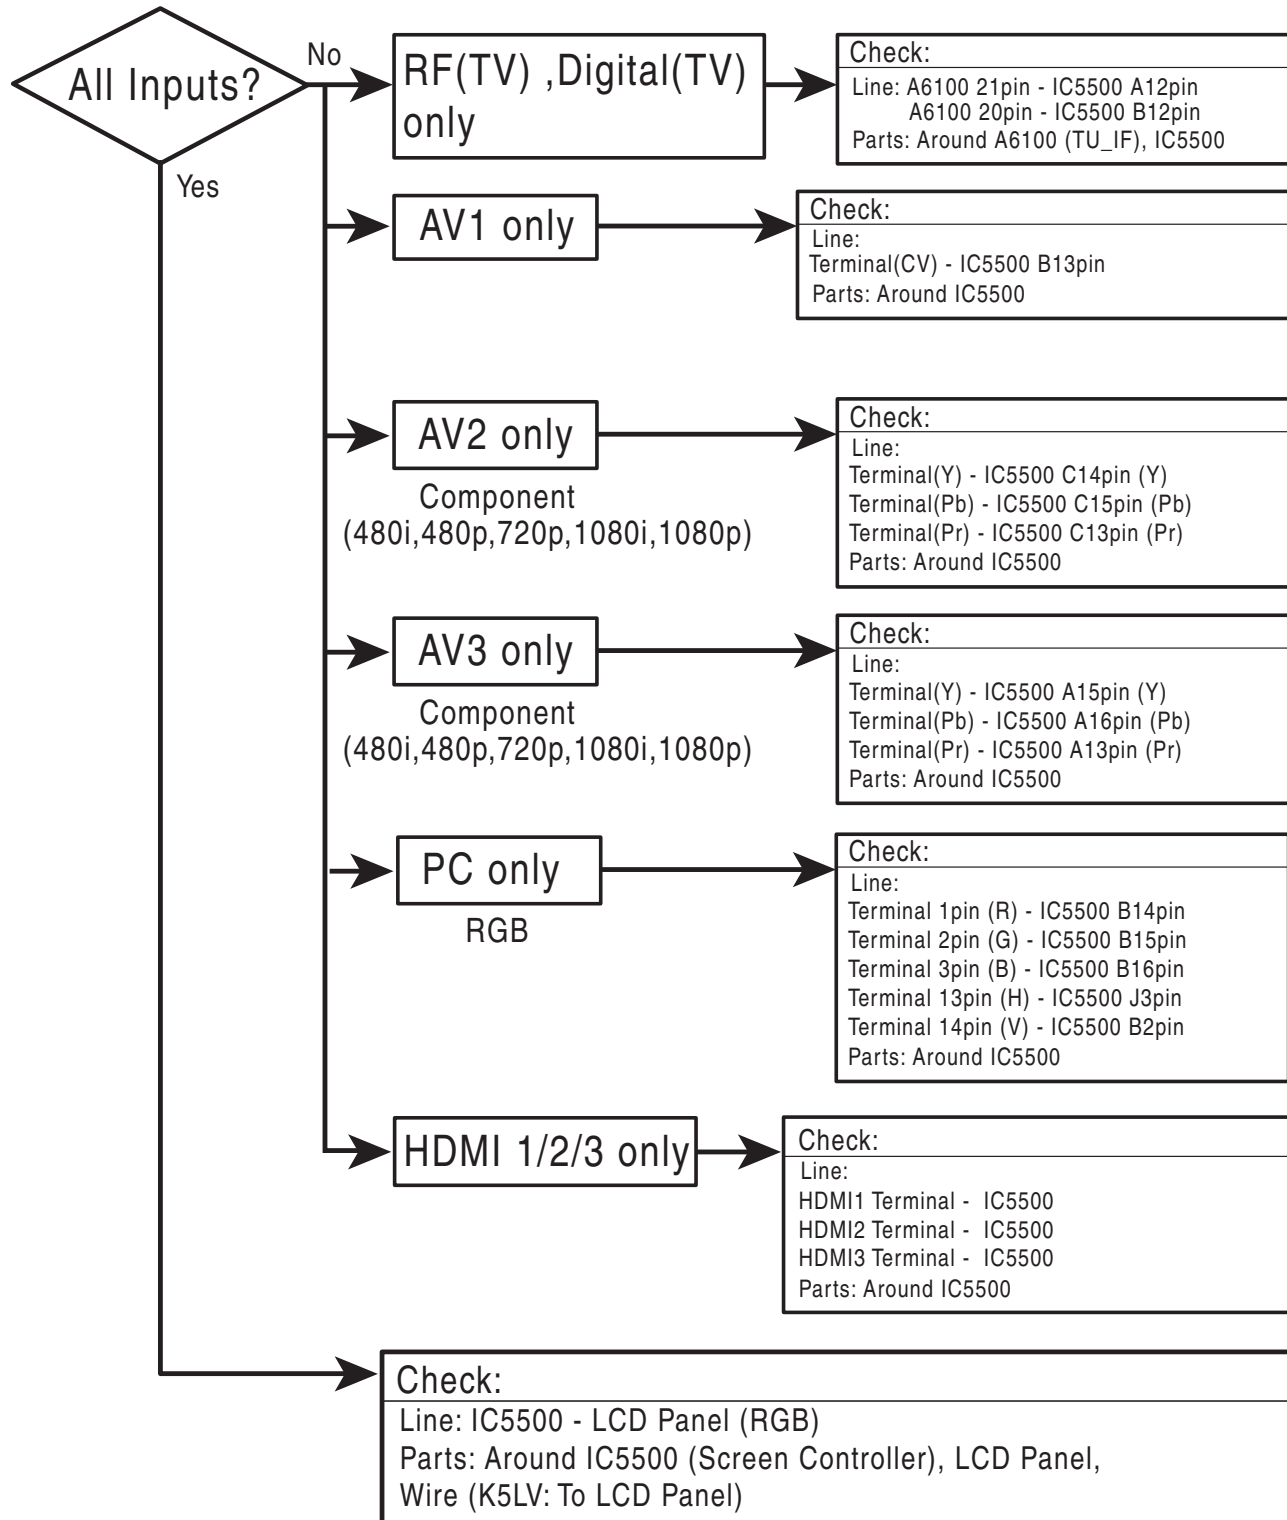 All Inputs?
No
Yes
RF(TV) ,Digital(TV)
only
Check:
Line: A6100 21pin - IC5500 A12pin
A6100 20pin - IC5500 B12pin
Parts: Around A6100 (TU_IF), IC5500
AV1 only
Check:
Line:
Terminal(CV) - IC5500 B13pin
Parts: Around IC5500
AV2 only
Component
(480i,480p,720p,1080i,1080p)
Check:
Line:
Terminal(Y) - IC5500 C14pin (Y)
Terminal(Pb) - IC5500 C15pin (Pb)
Terminal(Pr) - IC5500 C13pin (Pr)
Parts: Around IC5500
AV3 only
Component
(480i,480p,720p,1080i,1080p)
Check:
Line:
Terminal(Y) - IC5500 A15pin (Y)
Terminal(Pb) - IC5500 A16pin (Pb)
Terminal(Pr) - IC5500 A13pin (Pr)
Parts: Around IC5500
PC only
RGB
Check:
Line:
Terminal 1pin (R) - IC5500 B14pin
Terminal 2pin (G) - IC5500 B15pin
Terminal 3pin (B) - IC5500 B16pin
Terminal 13pin (H) - IC5500 J3pin
Terminal 14pin (V) - IC5500 B2pin
Parts: Around IC5500
HDMI 1/2/3 only
Check:
Line:
HDMI1 Terminal - IC5500
HDMI2 Terminal - IC5500
HDMI3 Terminal - IC5500
Parts: Around IC5500
Check:
Line: IC5500 - LCD Panel (RGB)
Parts: Around IC5500 (Screen Controller), LCD Panel,
Wire (K5LV: To LCD Panel)